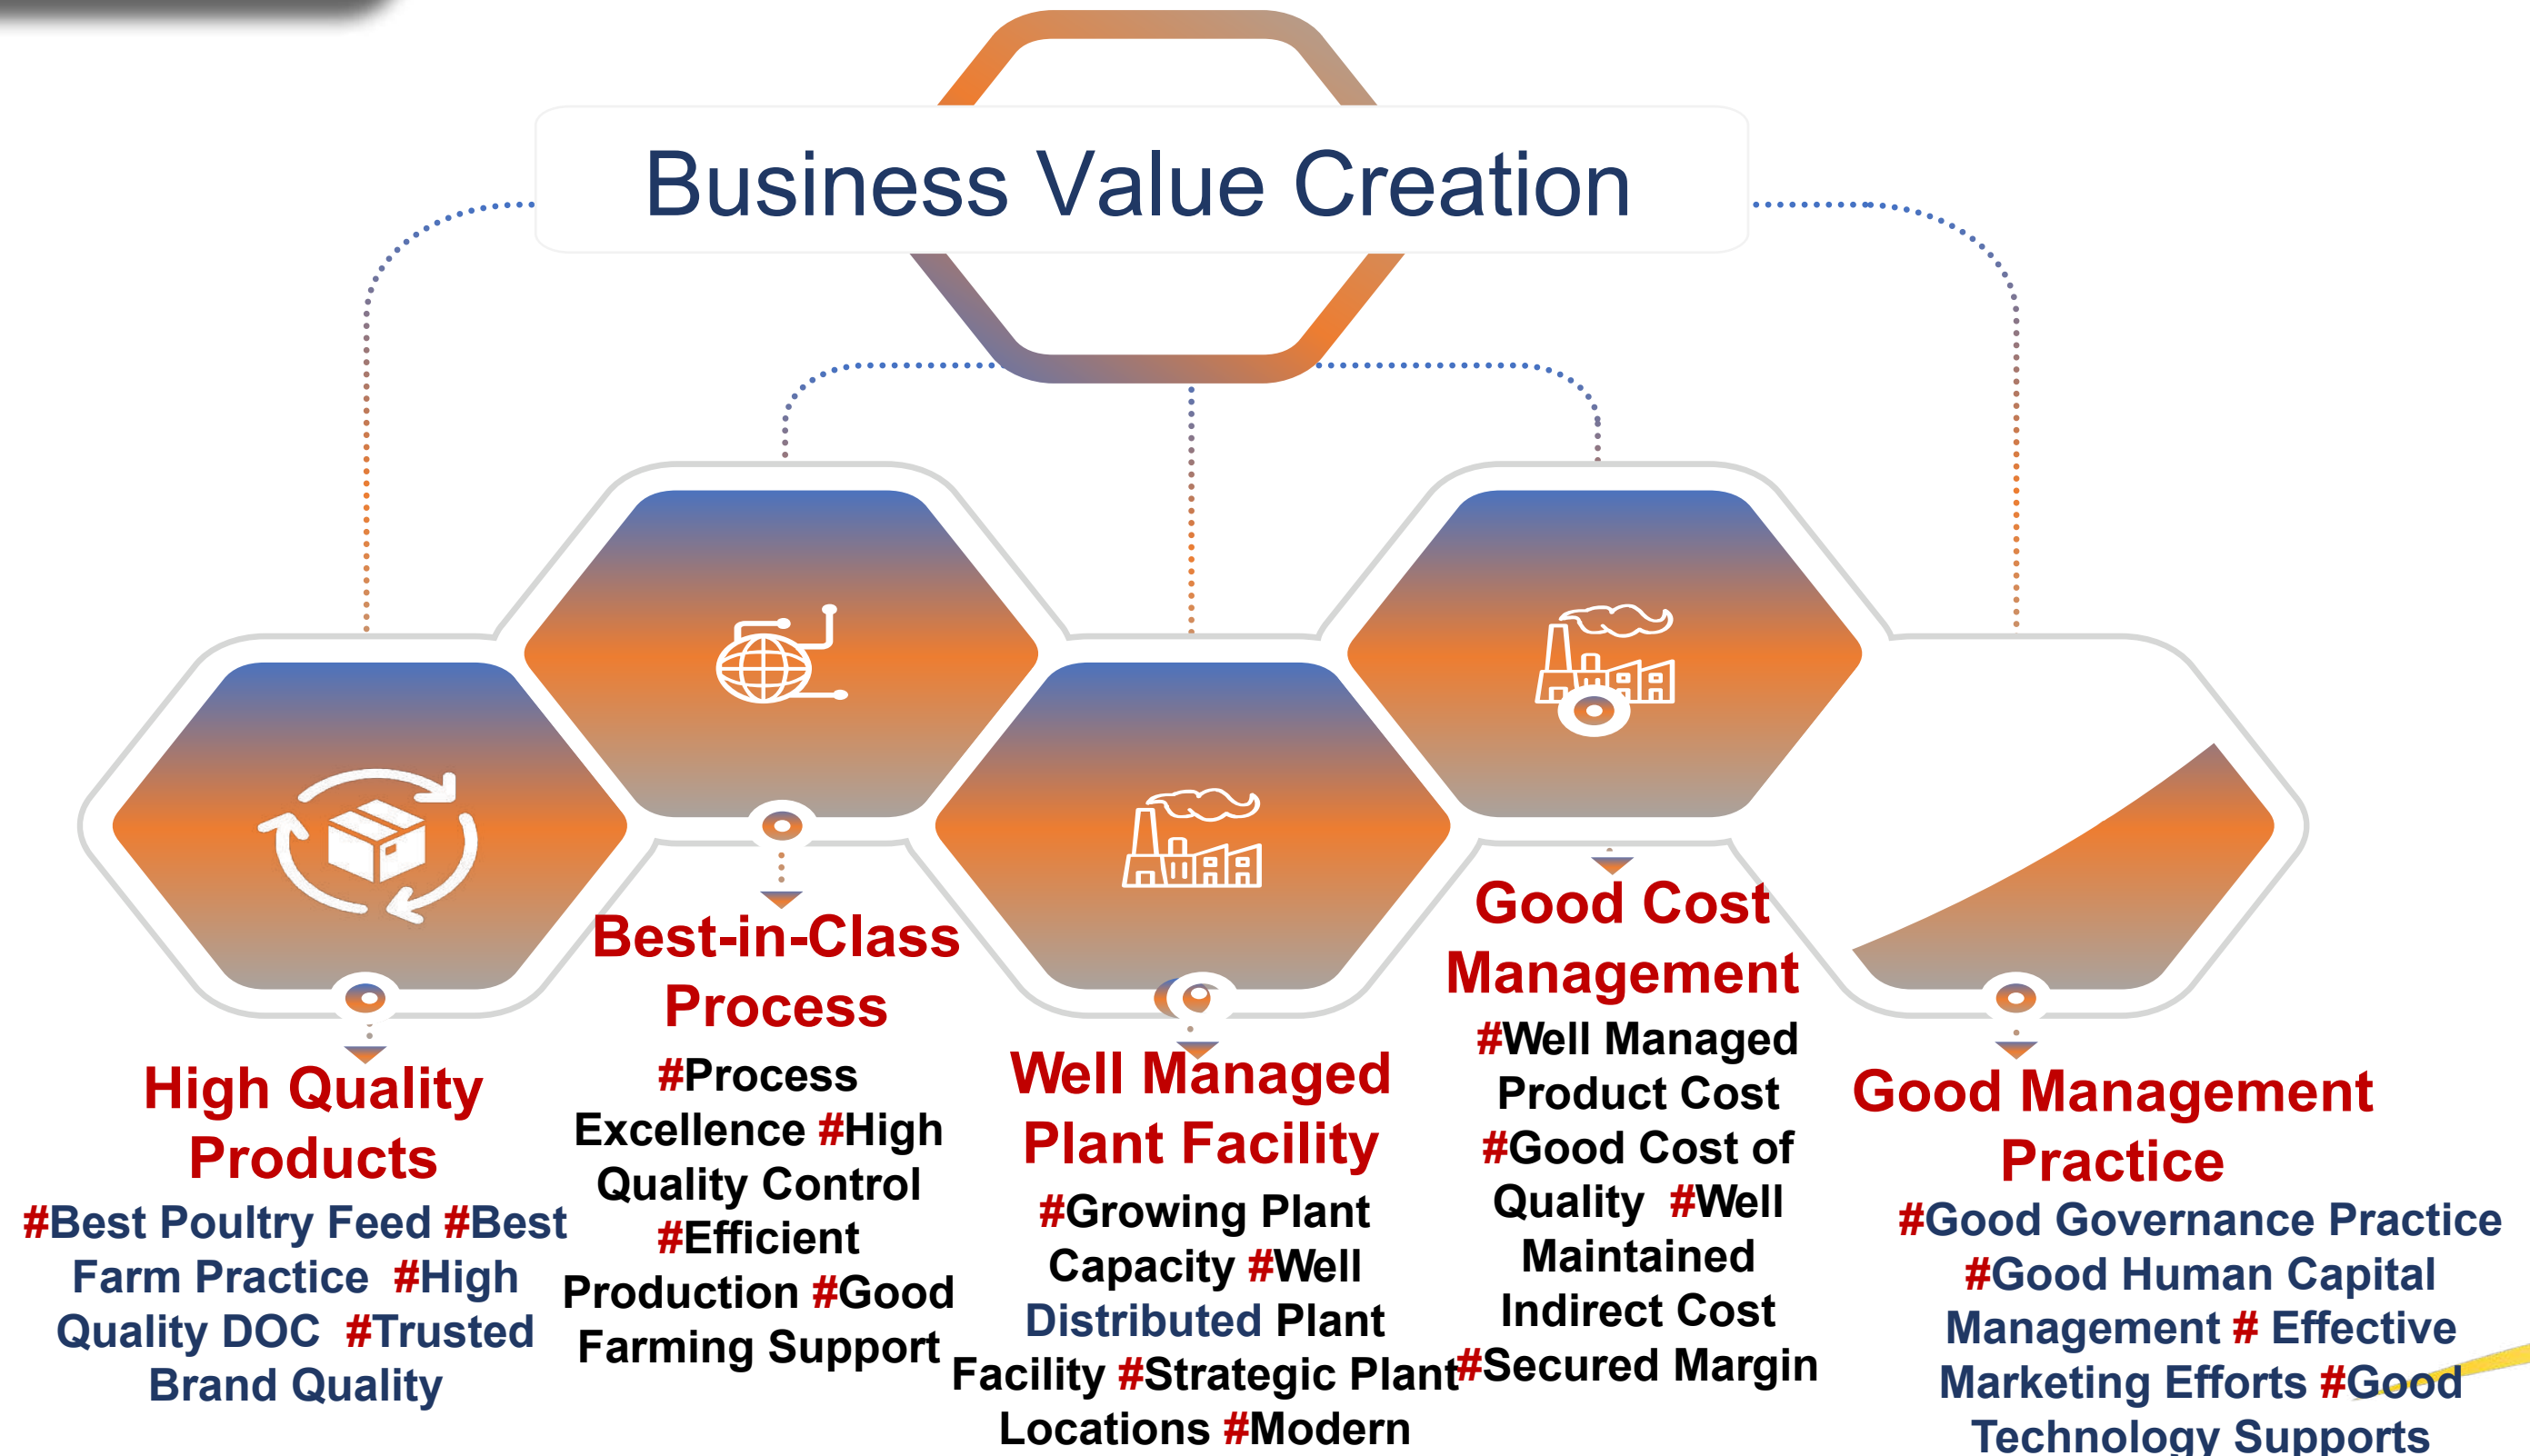 Business Value Creation
High Quality
Products
#Best Poultry Feed #Best
Farm Practice #High
Quality DOC #Trusted
Brand Quality
Best-in-Class
Process
#Process
Excellence #High
Quality Control
#Efficient
Production #Good
Farming Support
Well Managed
Plant Facility
#Growing Plant
Capacity #Well
Distributed Plant
Facility #Strategic Plant
Locations #Modern
Good Cost
Management
#Well Managed
Product Cost
#Good Cost of
Quality #Well
Maintained
Indirect Cost
#Secured Margin
Good Management
Practice
#Good Governance Practice
#Good Human Capital
Management # Effective
Marketing Efforts #Good
Technology Supports